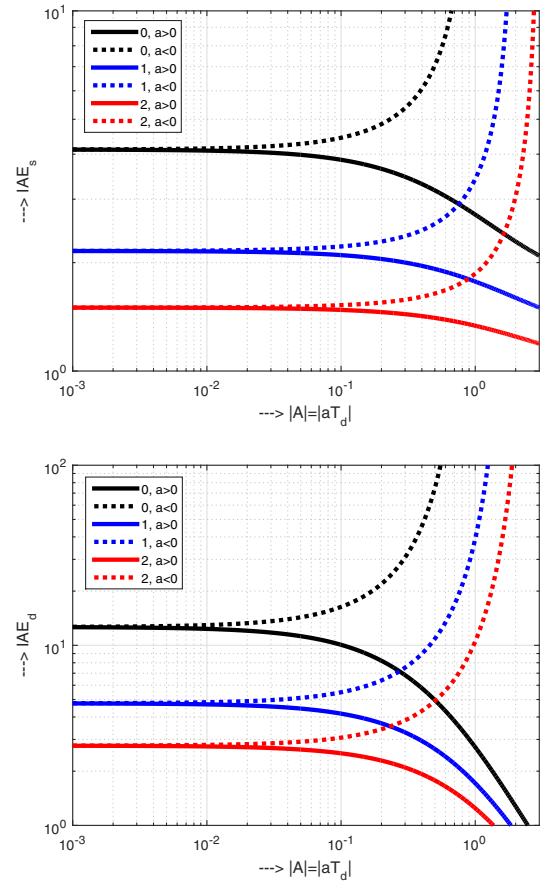 10^1
0, a>0
0, a<0
1, a>0
1, a<0
2, a>0
2, a<0
---> IAE_s
10^0
10^-3 10^-2 10^-1 10^0
---> |A|=|aT_d|
10^2
0, a>0
0, a<0
1, a>0
1, a<0
2, a>0
2, a<0
---> IAE_d
10^1
10^0
10^-3 10^-2 10^-1 10^0
---> |A|=|aT_d|